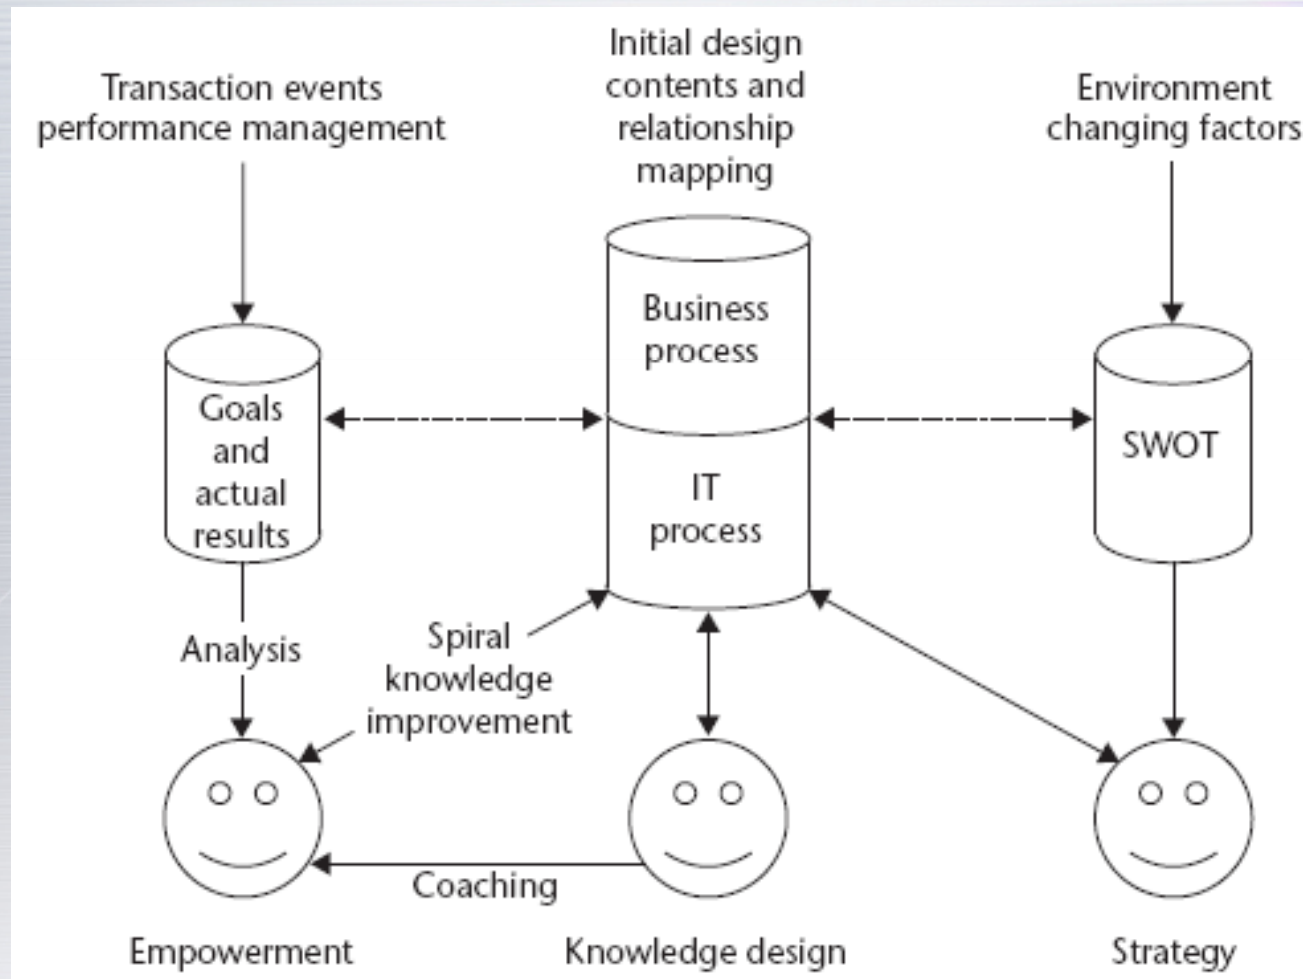 Transaction events
performance management
Initial design
contents and
relationship
mapping
Environment
changing factors
Goals
and
actual
results
Business
process
IT
process
SWOT
Analysis
Spiral
knowledge
improvement
Coaching
Empowerment
Knowledge design
Strategy